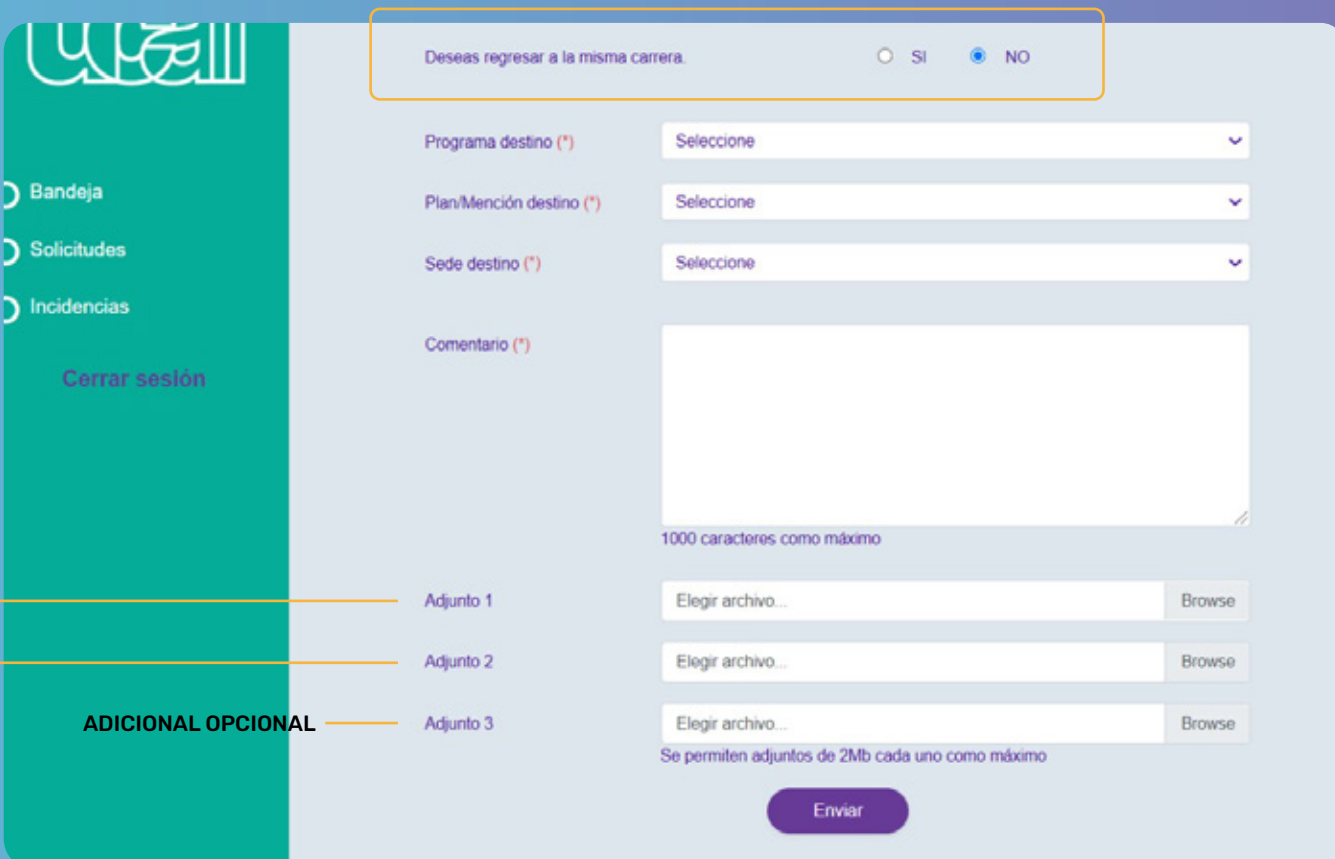 ucal
Deseas regresar a la misma carrera. SI NO
Programa destino (*) Seleccione
Bandeja
Plan/Mención destino (*) Seleccione
Solicitudes
Sede destino (*) Seleccione
Incidencias
Comentario (*)
Cerrar sesión
1000 caracteres como máximo
Adjunto 1 Elegir archivo... Browse
Adjunto 2 Elegir archivo... Browse
ADICIONAL OPCIONAL Adjunto 3 Elegir archivo... Browse
Se permiten adjuntos de 2Mb cada uno como máximo
Enviar